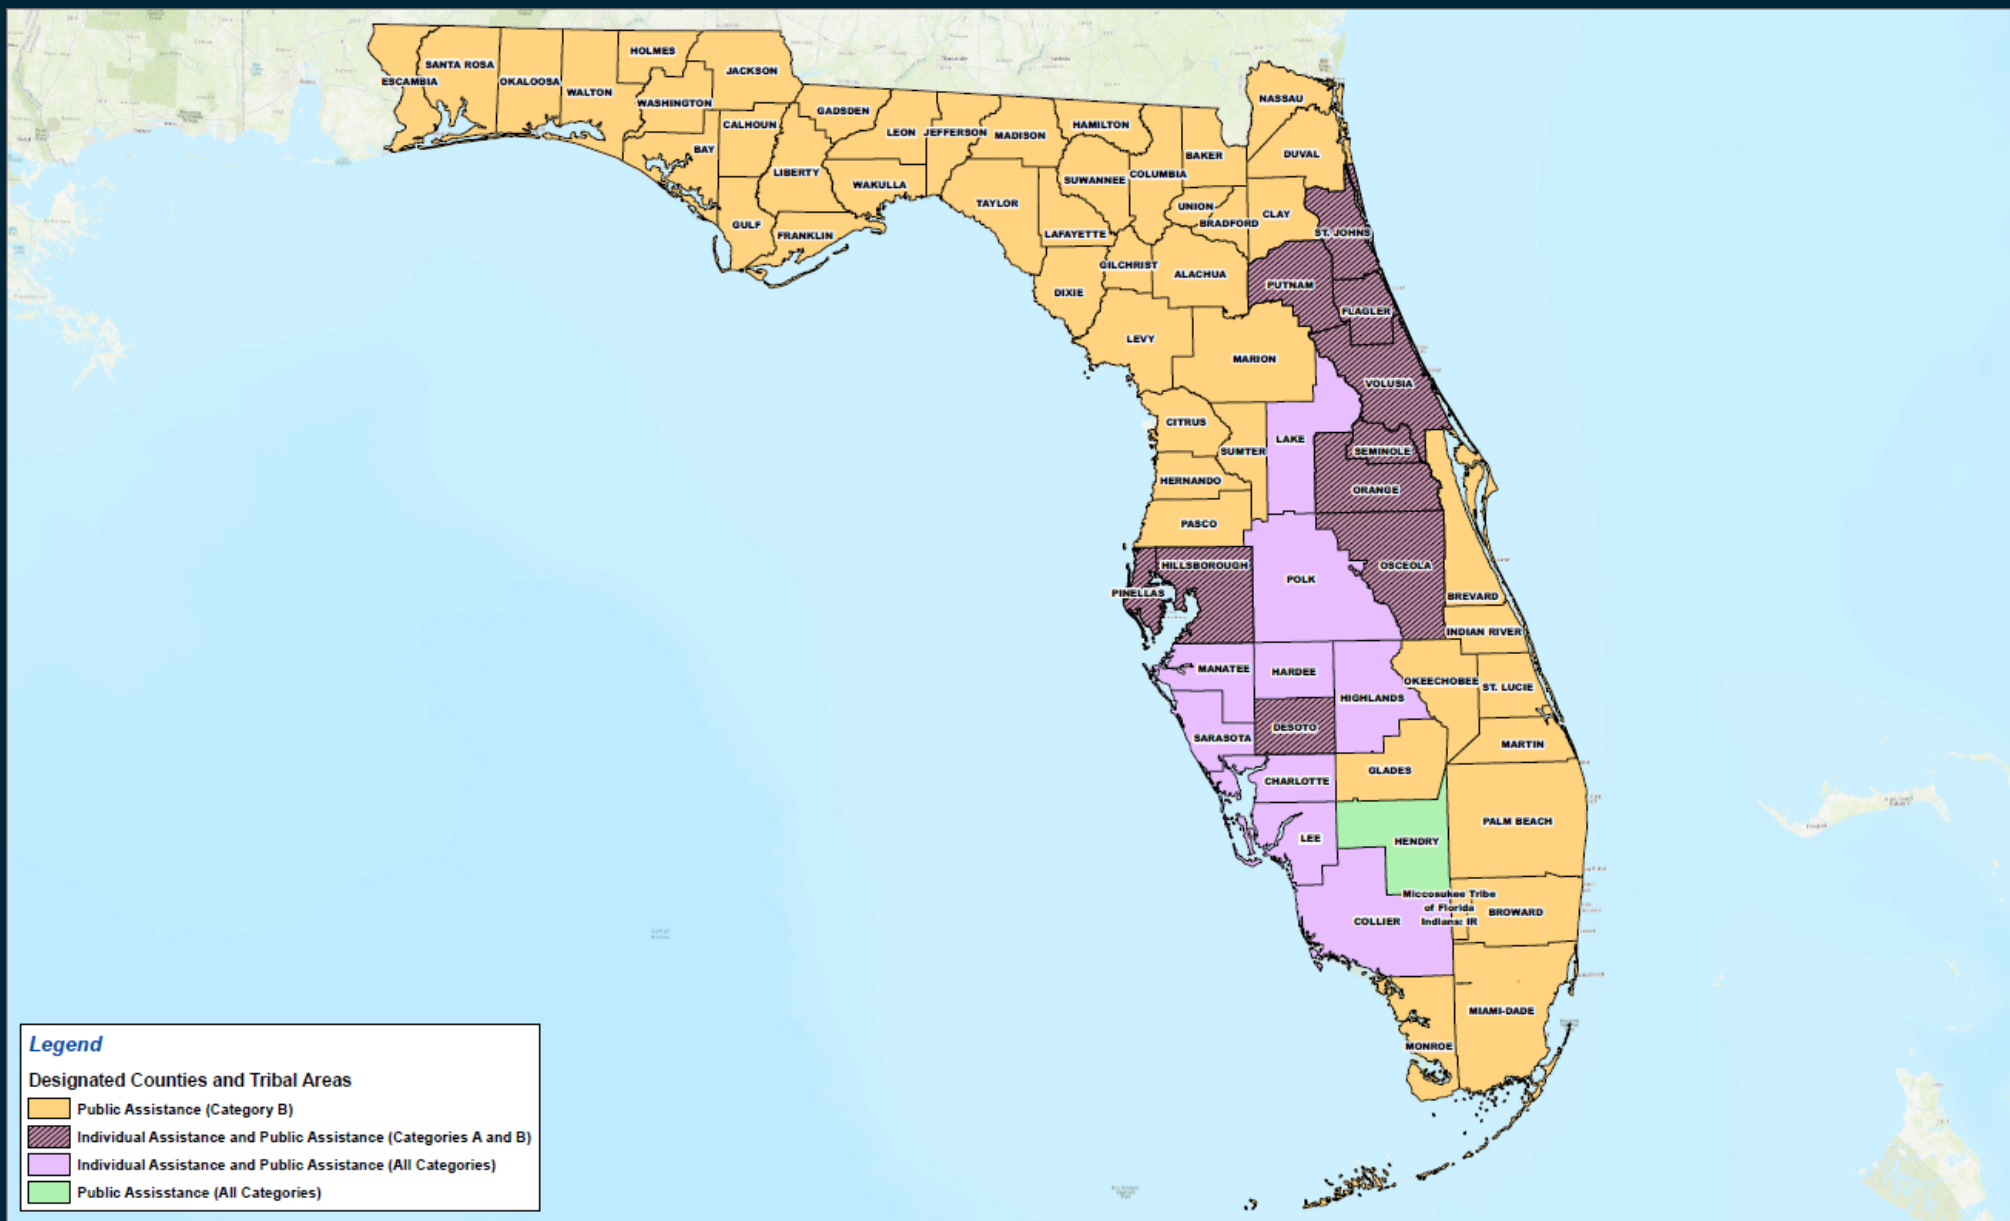 HOLMES
SANTA ROSA
JACKSON
ESCAMBIA
OKALOOSA
WALTON
WASHINGTON
NASSAU
GADSDEN
CALHOUN
LEON
JEFFERSON
MADISON
HAMILTON
BAY
DUVAL
BAKER
LIBERTY
WAKULLA
SUWANNEE
COLUMBIA
TAYLOR
UNION
CLAY
GULF
FRANKLIN
LAFAYETTE
BRADFORD
ST. JOHNS
GILCHRIST
ALACHUA
DIXIE
PUTNAM
FLAGLER
LEVY
MARION
VOLUSIA
CITRUS
LAKE
SUMTER
SEMINOLE
HERNANDO
ORANGE
PASCO
HILLSBOROUGH
OSCEOLA
POLK
PINELLAS
BREVARD
INDIAN RIVER
MANATEE
HARDEE
OKEECHOBEE
ST. LUCIE
HIGHLANDS
DESOTO
SARASOTA
MARTIN
GLADES
CHARLOTTE
PALM BEACH
LEE
HENDRY
Miccosukee Tribe
of Florida
Indians: IR
BROWARD
COLLIER
MIAMI-DADE
MONROE
Legend
Designated Counties and Tribal Areas
Public Assistance (Category B)
Individual Assistance and Public Assistance (Categories A and B)
Individual Assistance and Public Assistance (All Categories)
Public Assisstance (All Categories)